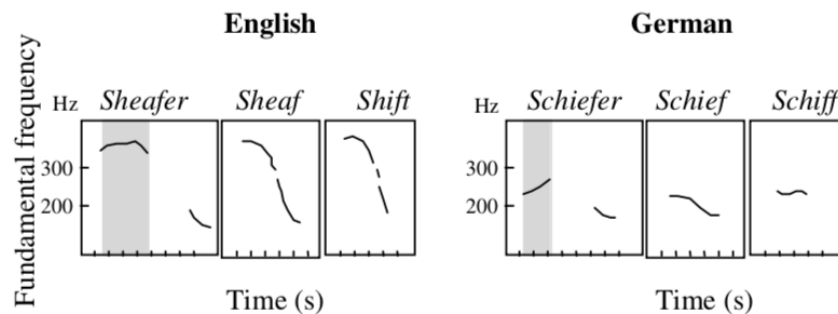 English
German
Fundamental frequency
Hz
Sheafer
Sheaf
Shift
Hz
Schiefer
Schief
Schiff
300
200
300
200
Time (s)
Time (s)